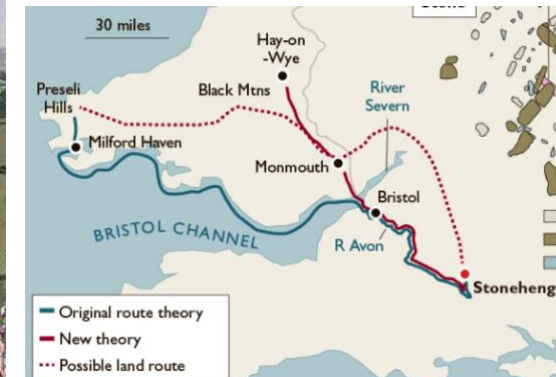 Stone
30 miles
Hay-on
-Wye
Preseli
Hills
Black Mtns
River
Severn
Milford Haven
Monmouth
Bristol
BRISTOL CHANNEL
R Avon
Stoneheng
Original route theory
New theory
Possible land route